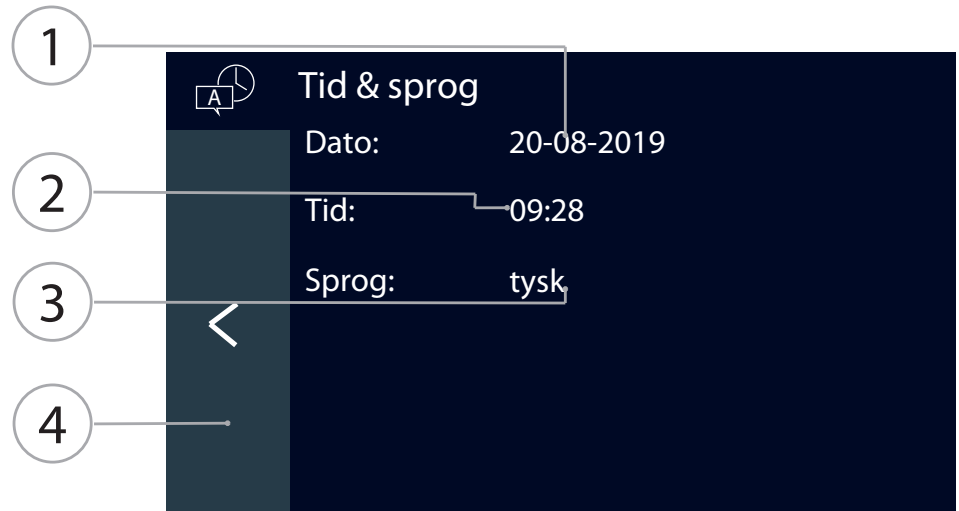 1
A
Tid & sprog
Dato: 20-08-2019
2
Tid: 09:28
Sprog: tysk
3
<
4